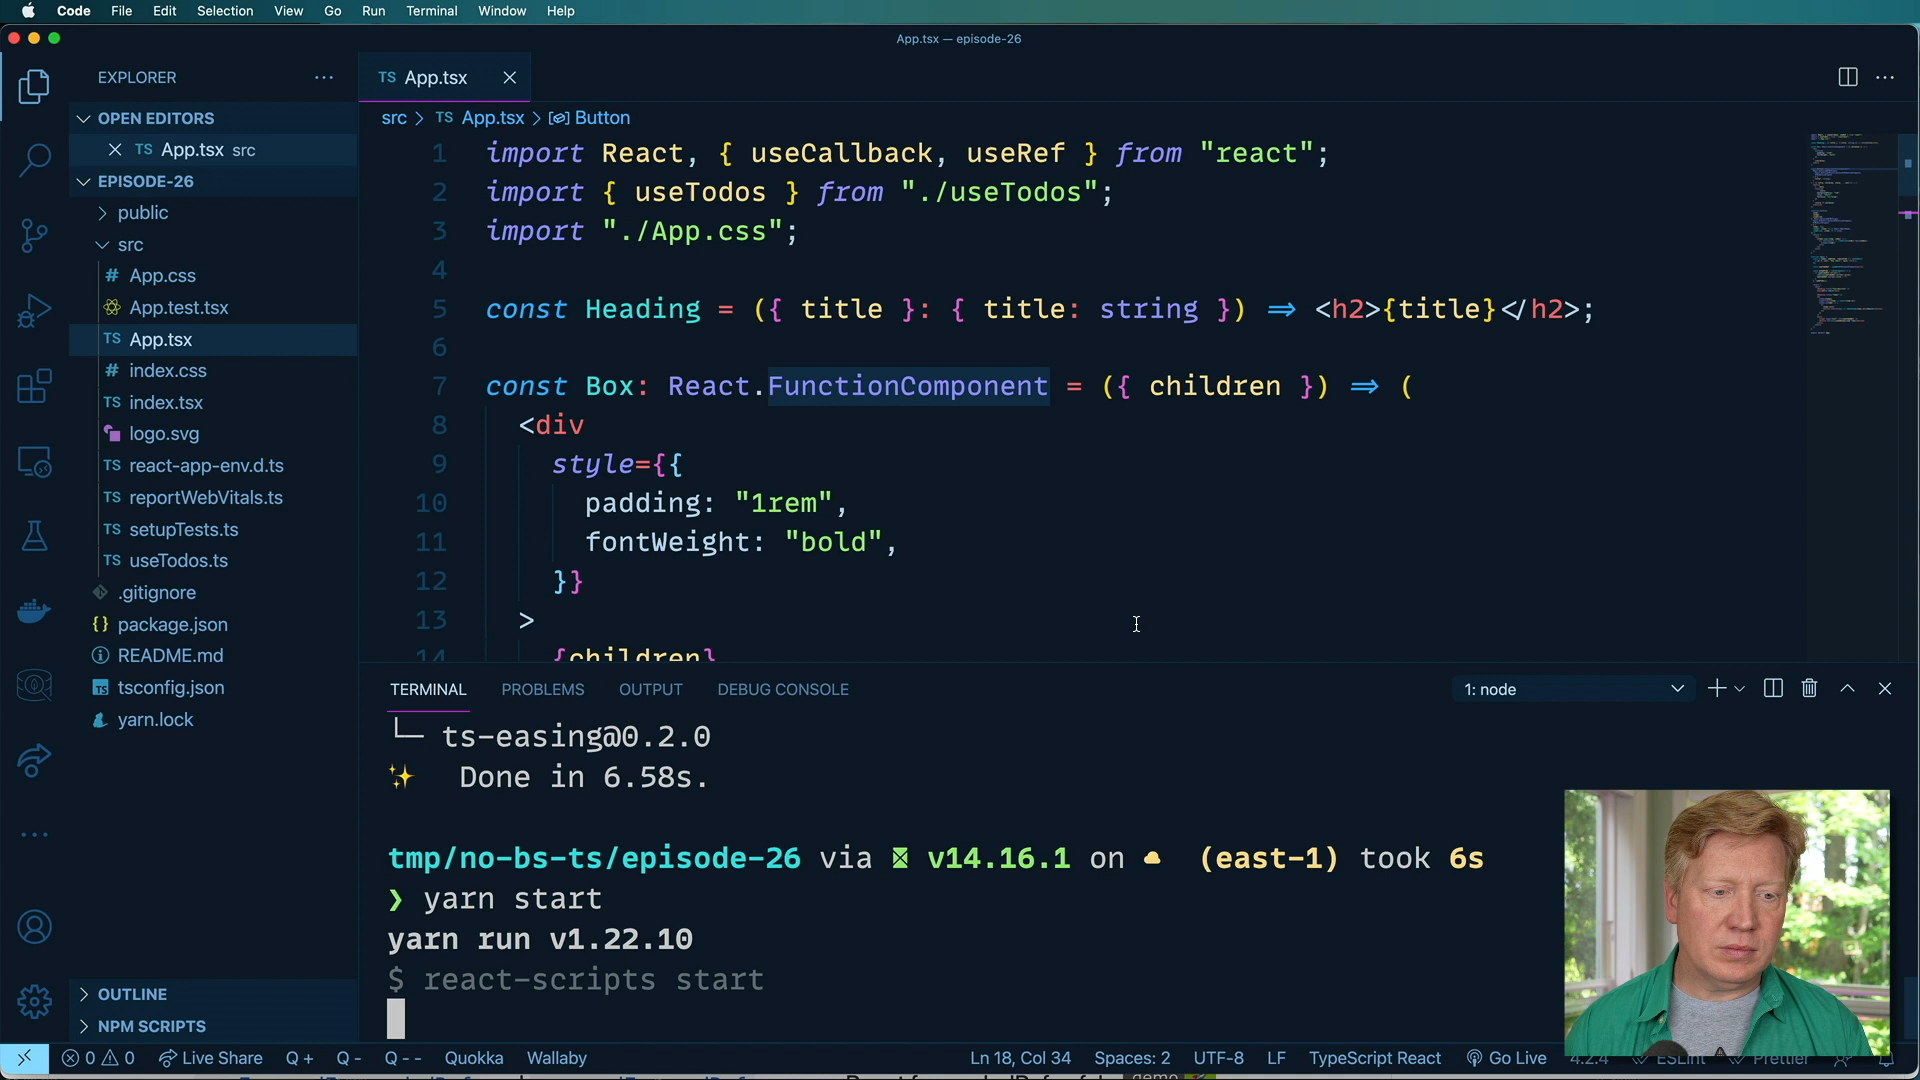 Code File Edit Selection View Go Run Terminal Window Help
App.tsx — episode-26
EXPLORER
OPEN EDITORS
TS App.tsx src
EPISODE-26
public
src
# App.css
App.test.tsx
TS App.tsx
# index.css
TS index.tsx
logo.svg
TS react-app-env.d.ts
TS reportWebVitals.ts
TS setupTests.ts
TS useTodos.ts
.gitignore
{} package.json
README.md
TS tsconfig.json
yarn.lock
OUTLINE
NPM SCRIPTS
TS App.tsx
src > TS App.tsx > Button
1 import React, { useCallback, useRef } from "react";
2 import { useTodos } from "./useTodos";
3 import "./App.css";
4
5 const Heading = ({ title }: { title: string }) => <h2>{title}</h2>;
6
7 const Box: React.FunctionComponent = ({ children }) => (
8 <div
9 style={{
10 padding: "1rem",
11 fontWeight: "bold",
12 }}
13 >
14 {children}
TERMINAL PROBLEMS OUTPUT DEBUG CONSOLE
1: node
└─ ts-easing@0.2.0
✨ Done in 6.58s.
tmp/no-bs-ts/episode-26 via v14.16.1 on (east-1) took 6s
❯ yarn start
yarn run v1.22.10
$ react-scripts start
0 0 Live Share Q + Q - Q - - Quokka Wallaby
Ln 18, Col 34 Spaces: 2 UTF-8 LF TypeScript React Go Live 4.2.4 ESLint Prettier